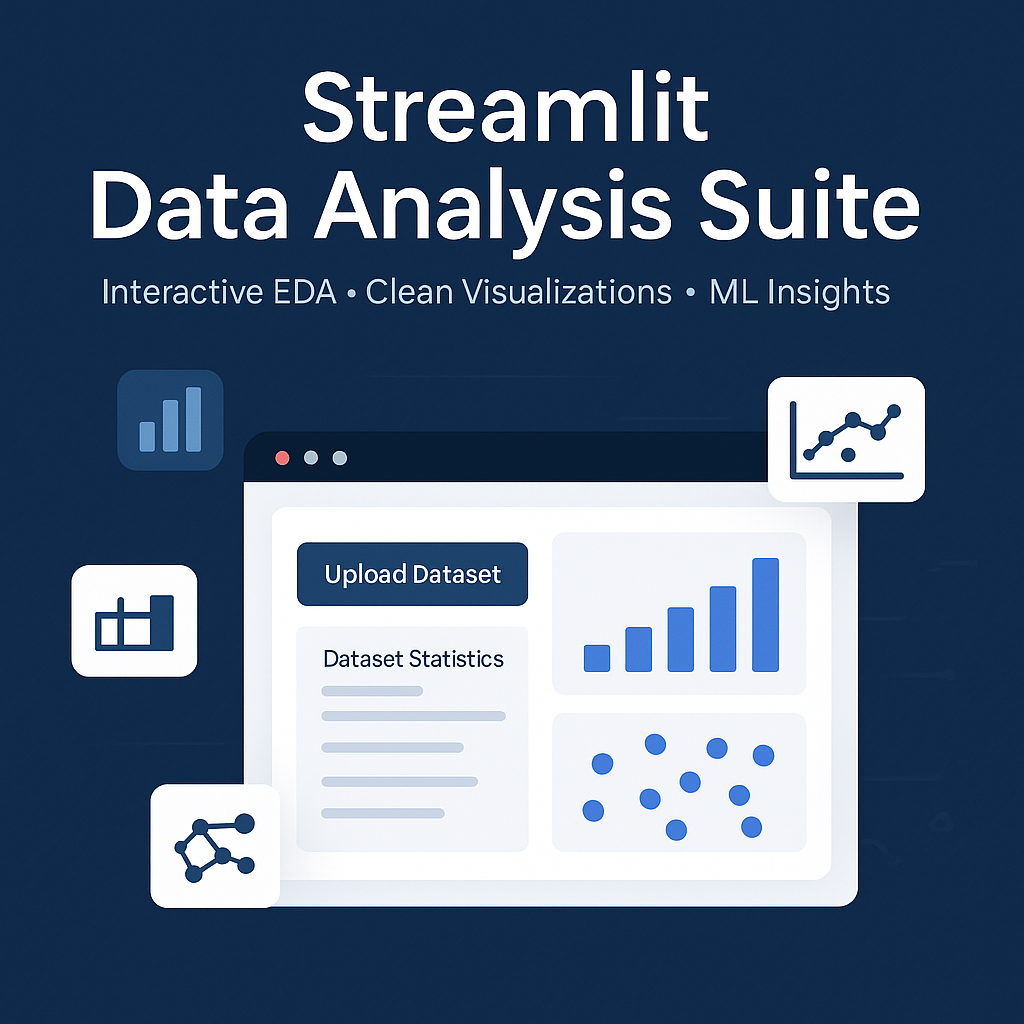 Streamlit
Data Analysis Suite
Interactive EDA • Clean Visualizations • ML Insights
Upload Dataset
Dataset Statistics